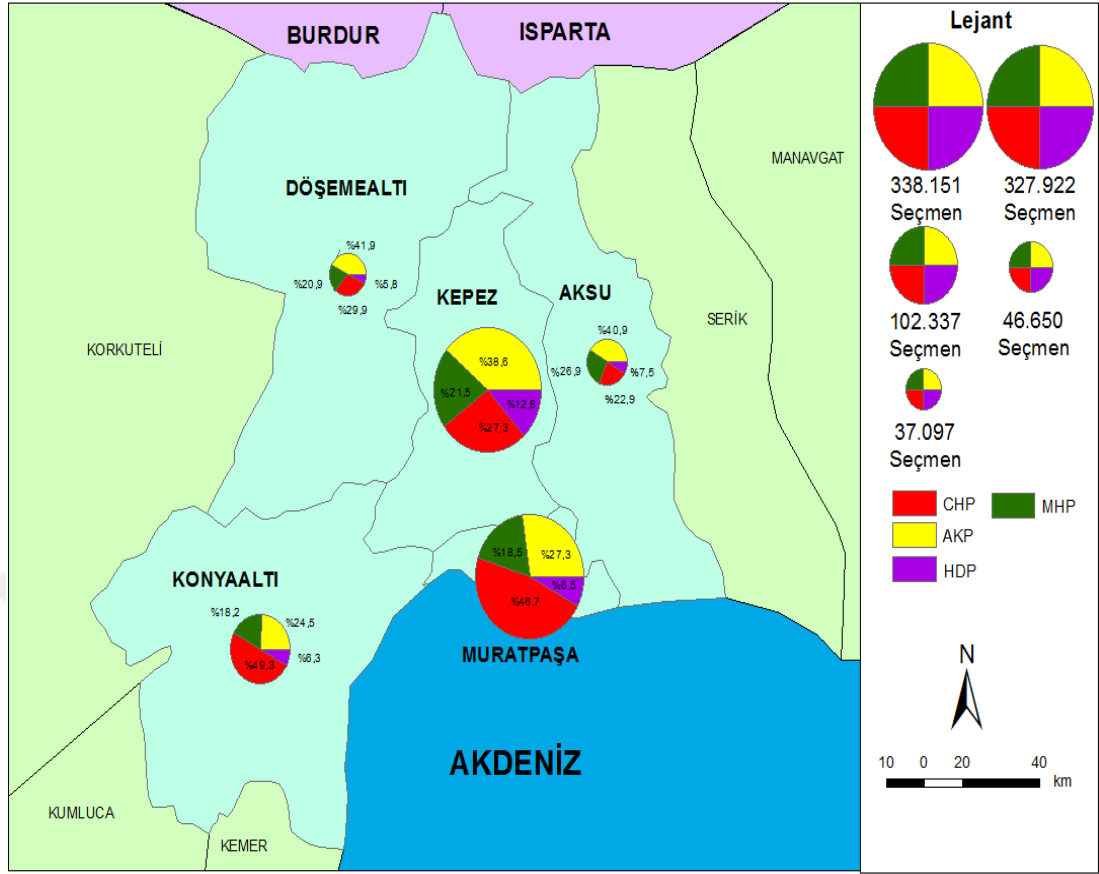 BURDUR
ISPARTA
MANAVGAT
DÖŞEMEALTI
%41,9
%20,9
%5,8
%29,9
KEPEZ
AKSU
%38,6
%21,5
%12,6
%27,3
%40,9
%26,9
%7,5
%22,9
SERİK
KORKUTELİ
%18,5
%27,3
%6,5
%46,7
MURATPAŞA
KONYAALTI
%18,2
%24,5
%49,3
%6,3
AKDENİZ
KUMLUCA
KEMER
Lejant
338.151
Seçmen
327.922
Seçmen
102.337
Seçmen
46.650
Seçmen
37.097
Seçmen
CHP
MHP
AKP
HDP
N
10 0 20 40
km